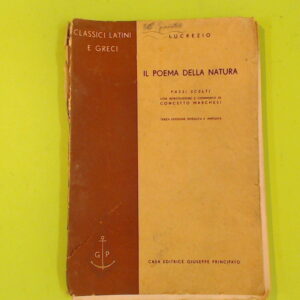 CLASSICI LATINI
E GRECI
LUCREZIO
IL POEMA DELLA NATURA
PASSI SCELTI
CON INTRODUZIONE E COMMENTO DI
CONCETTO MARCHESI
TERZA EDIZIONE RIVEDUTA E AMPLIATA
G P
CASA EDITRICE GIUSEPPE PRINCIPATO